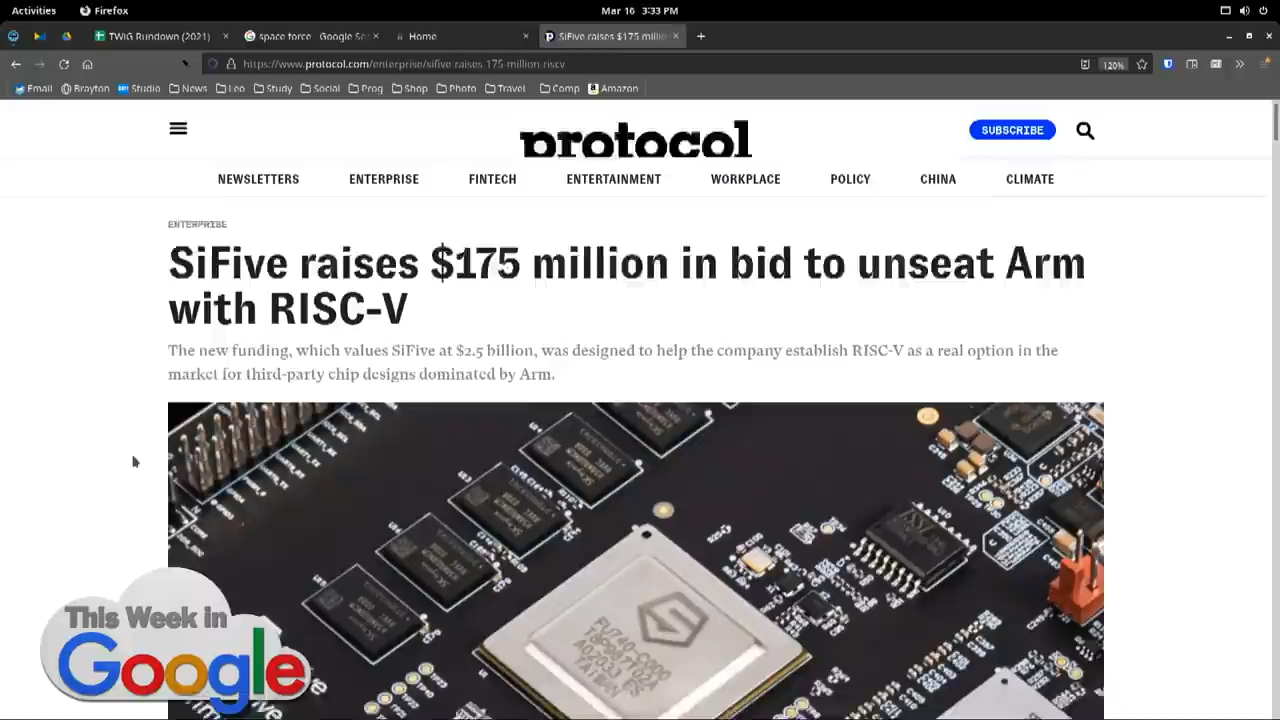 Activities Firefox Mar 16 3:33 PM
TWiG Rundown (2021) × space force - Google Se × Home × SiFive raises $175 millio × +
https://www.protocol.com/enterprise/sifive-raises-175-million-riscv 120%
Email Brayton Studio News Leo Study Social Prog Shop Photo Travel Comp Amazon
protocol SUBSCRIBE
NEWSLETTERS ENTERPRISE FINTECH ENTERTAINMENT WORKPLACE POLICY CHINA CLIMATE
ENTERPRISE
SiFive raises $175 million in bid to unseat Arm
with RISC-V
The new funding, which values SiFive at $2.5 billion, was designed to help the company establish RISC-V as a real option in the
market for third-party chip designs dominated by Arm.
FU740-C000
TAIWAN
This Week in
Google